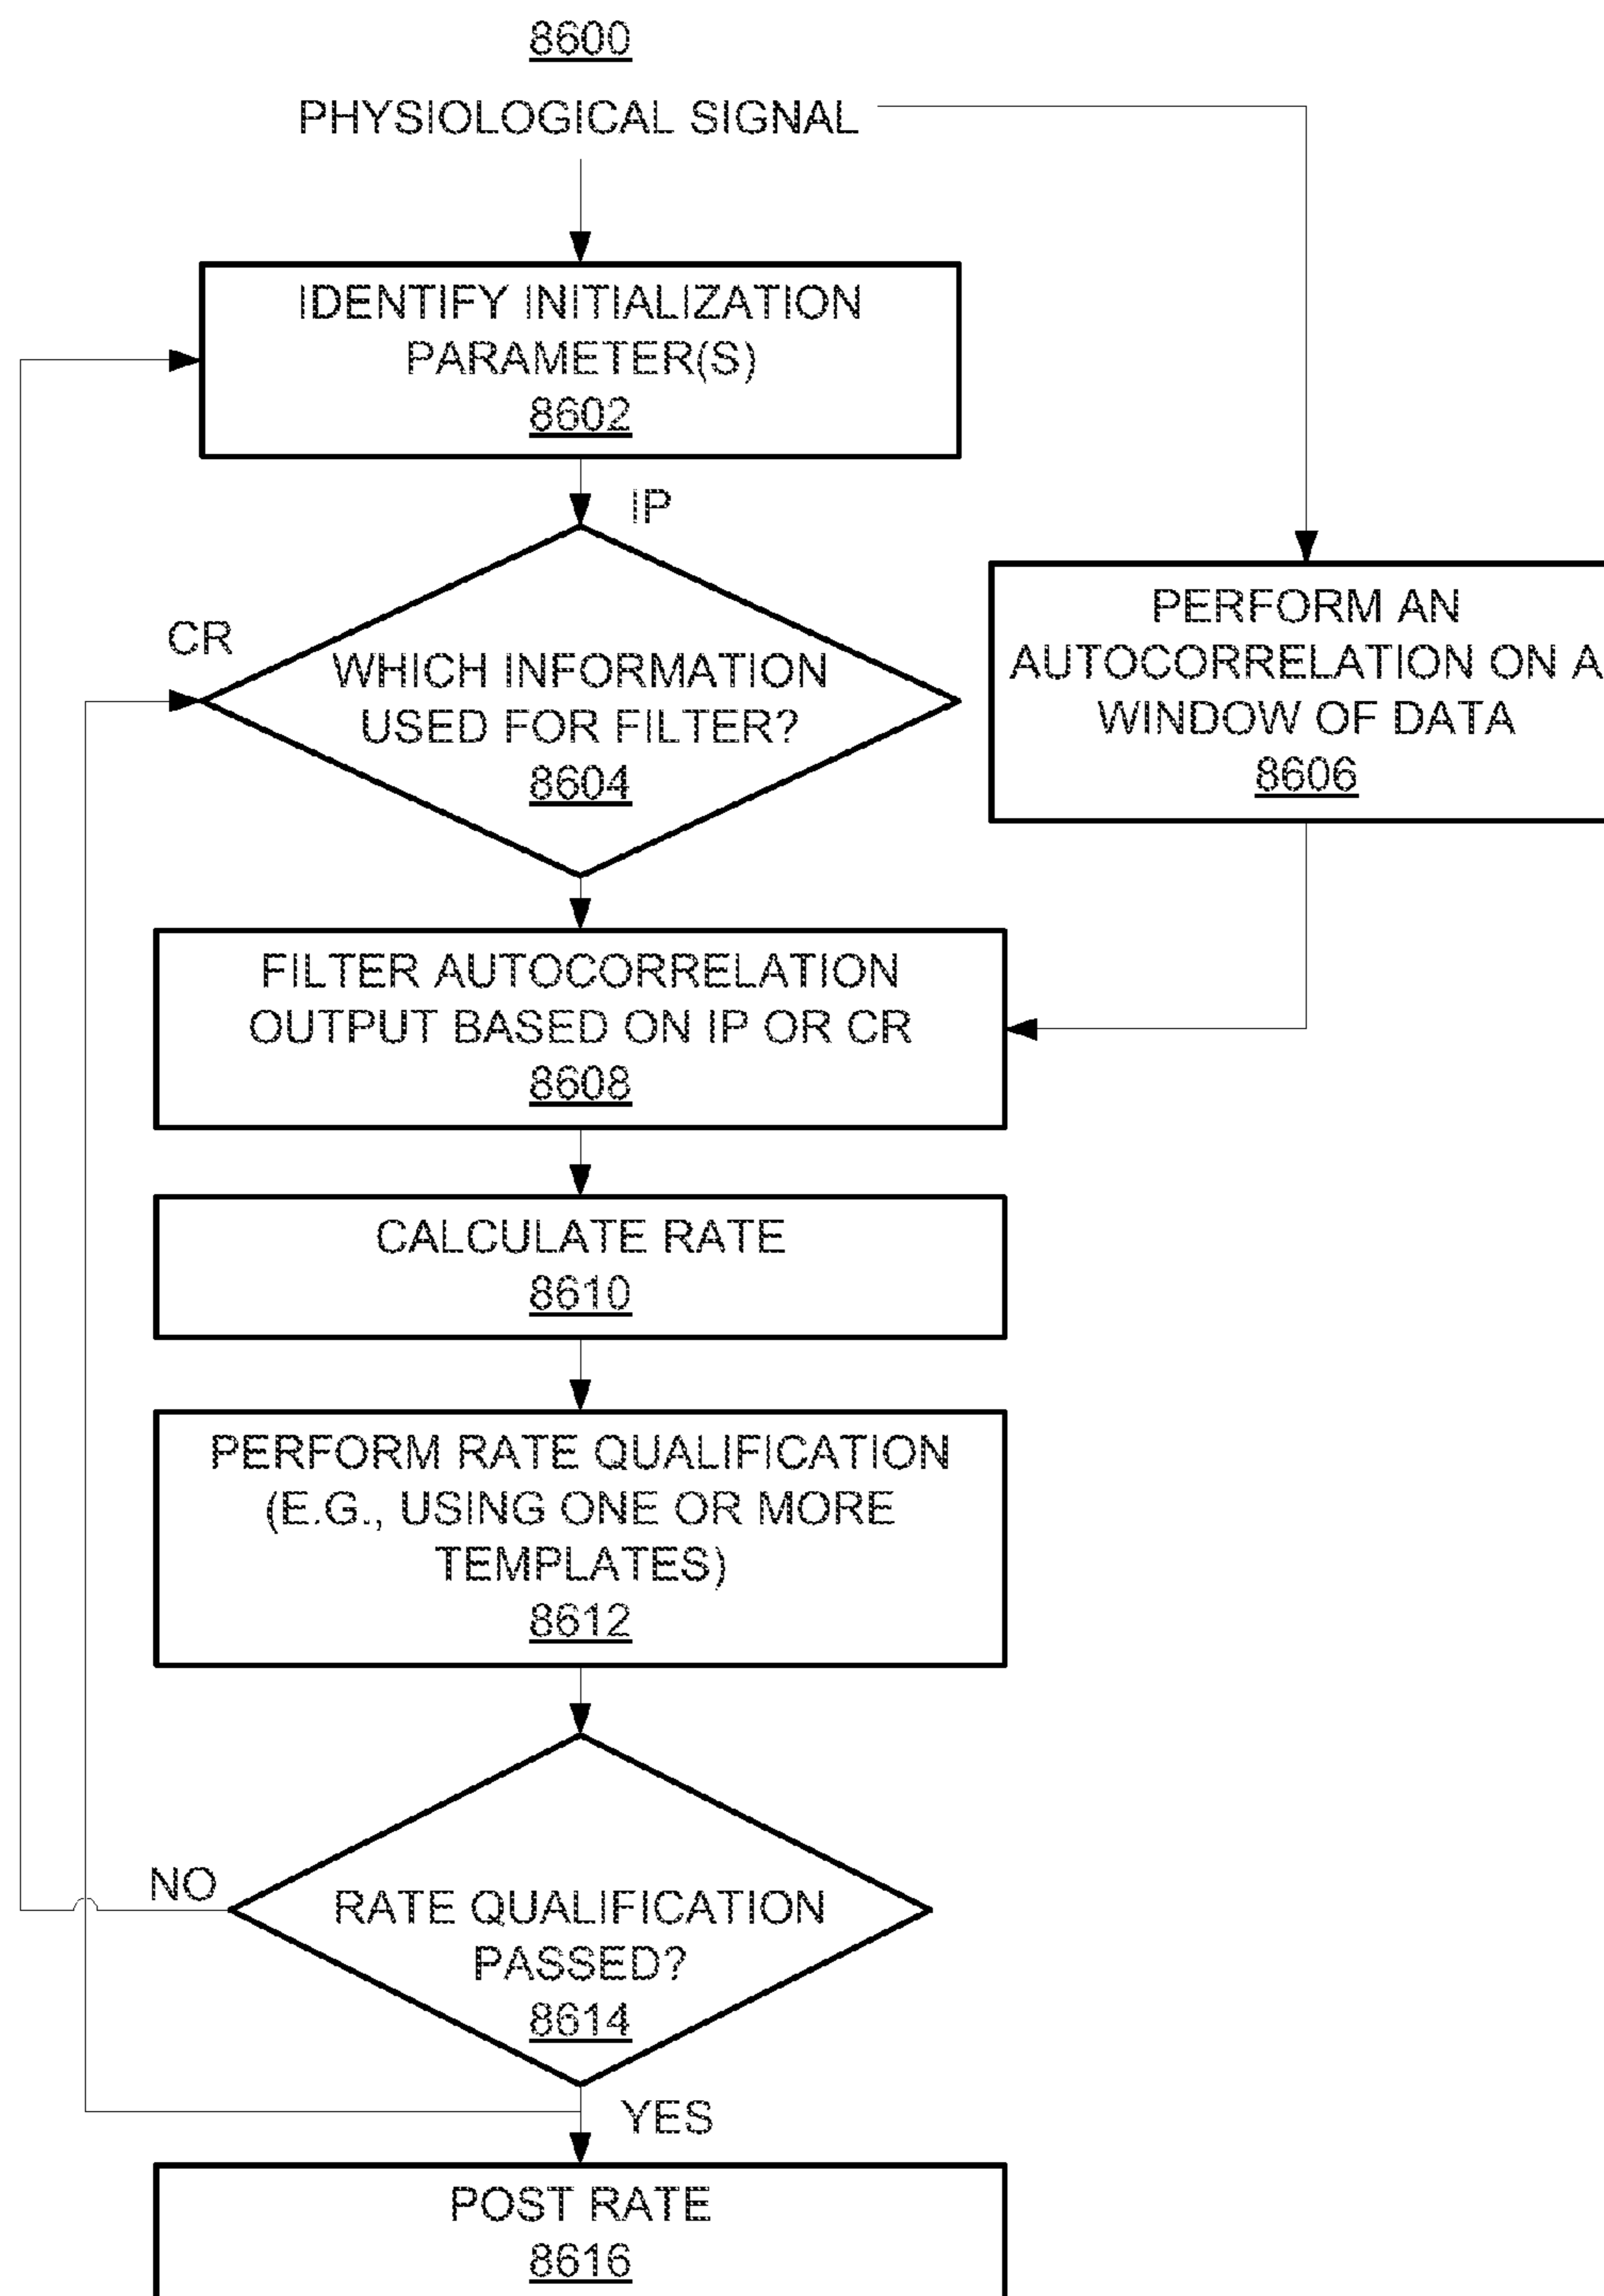 8600
PHYSIOLOGICAL SIGNAL
IDENTIFY INITIALIZATION
PARAMETER(S)
8602
IP
CR
WHICH INFORMATION
USED FOR FILTER?
8604
PERFORM AN
AUTOCORRELATION ON A
WINDOW OF DATA
8606
FILTER AUTOCORRELATION
OUTPUT BASED ON IP OR CR
8608
CALCULATE RATE
8610
PERFORM RATE QUALIFICATION
(E.G., USING ONE OR MORE
TEMPLATES)
8612
NO
RATE QUALIFICATION
PASSED?
8614
YES
POST RATE
8616